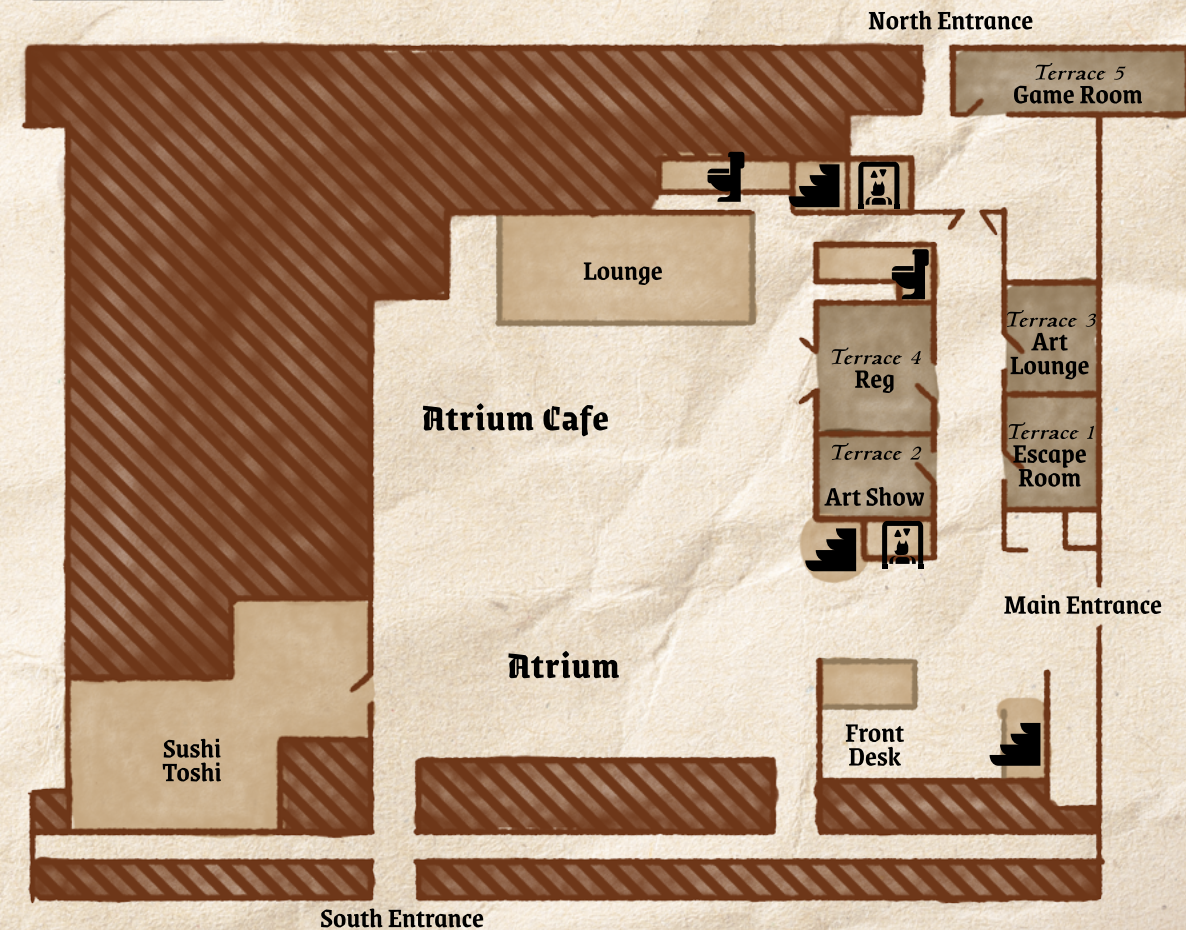 North Entrance
Terrace 5
Game Room
Lounge
Terrace 3
Art
Lounge
Terrace 4
Reg
Atrium Cafe
Terrace 1
Escape
Room
Terrace 2
Art Show
Main Entrance
Atrium
Front
Desk
Sushi
Toshi
South Entrance